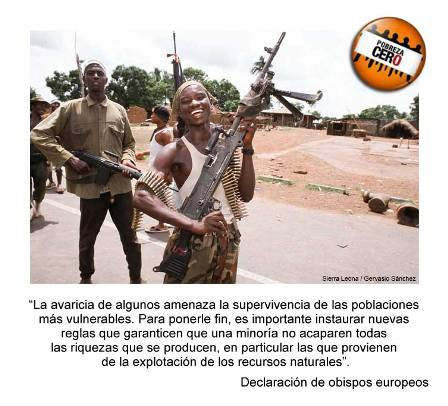 POBREZA
CERO
Sierra Leona / Gervasio Sánchez
“La avaricia de algunos amenaza la supervivencia de las poblaciones
más vulnerables. Para ponerle fin, es importante instaurar nuevas
reglas que garanticen que una minoría no acaparen todas
las riquezas que se producen, en particular las que provienen
de la explotación de los recursos naturales”.
Declaración de obispos europeos